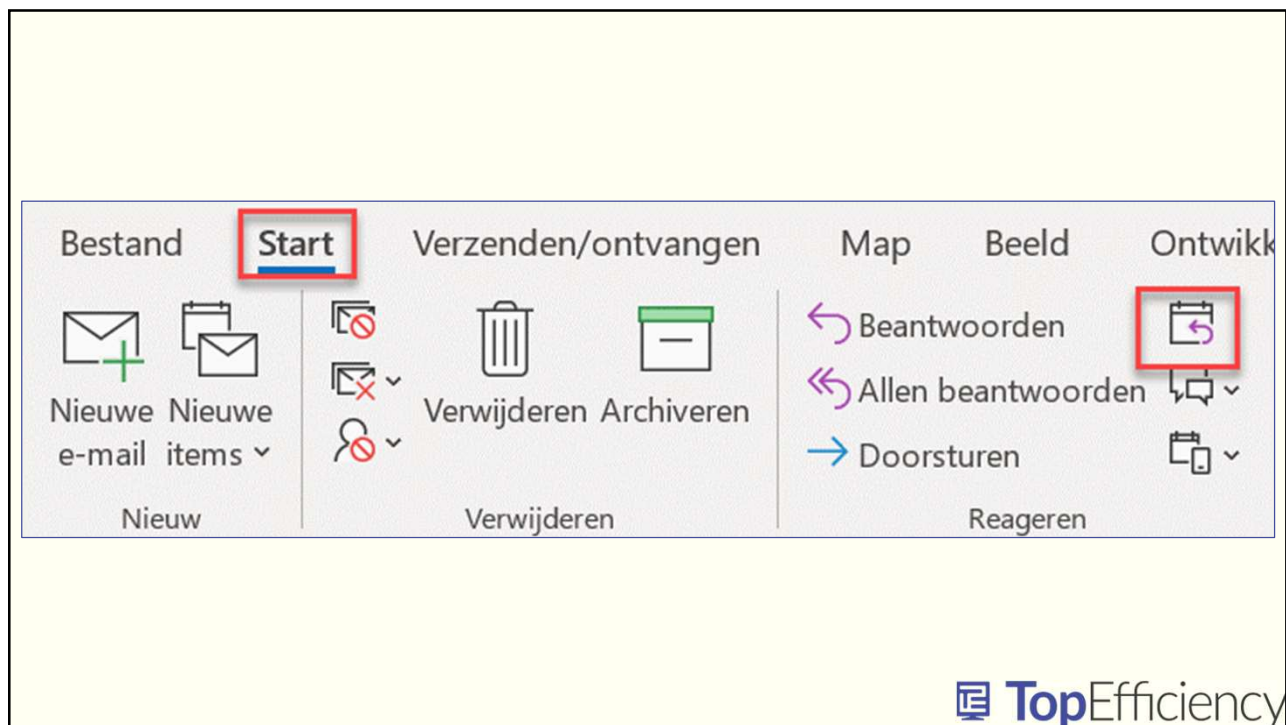 Bestand Start Verzenden/ontvangen Map Beeld Ontwikk
Nieuwe e-mail
Nieuwe items
Nieuw
Verwijderen Archiveren
Verwijderen
Beantwoorden
Allen beantwoorden
Doorsturen
Reageren
TopEfficiency